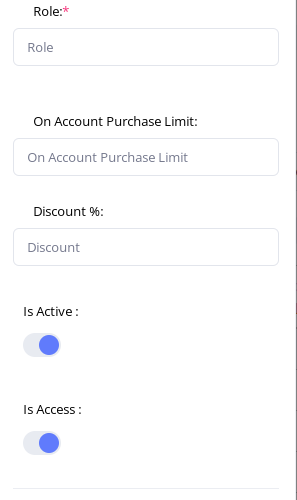 Role:*
Role
On Account Purchase Limit:
On Account Purchase Limit
Discount %:
Discount
Is Active :
Is Access :